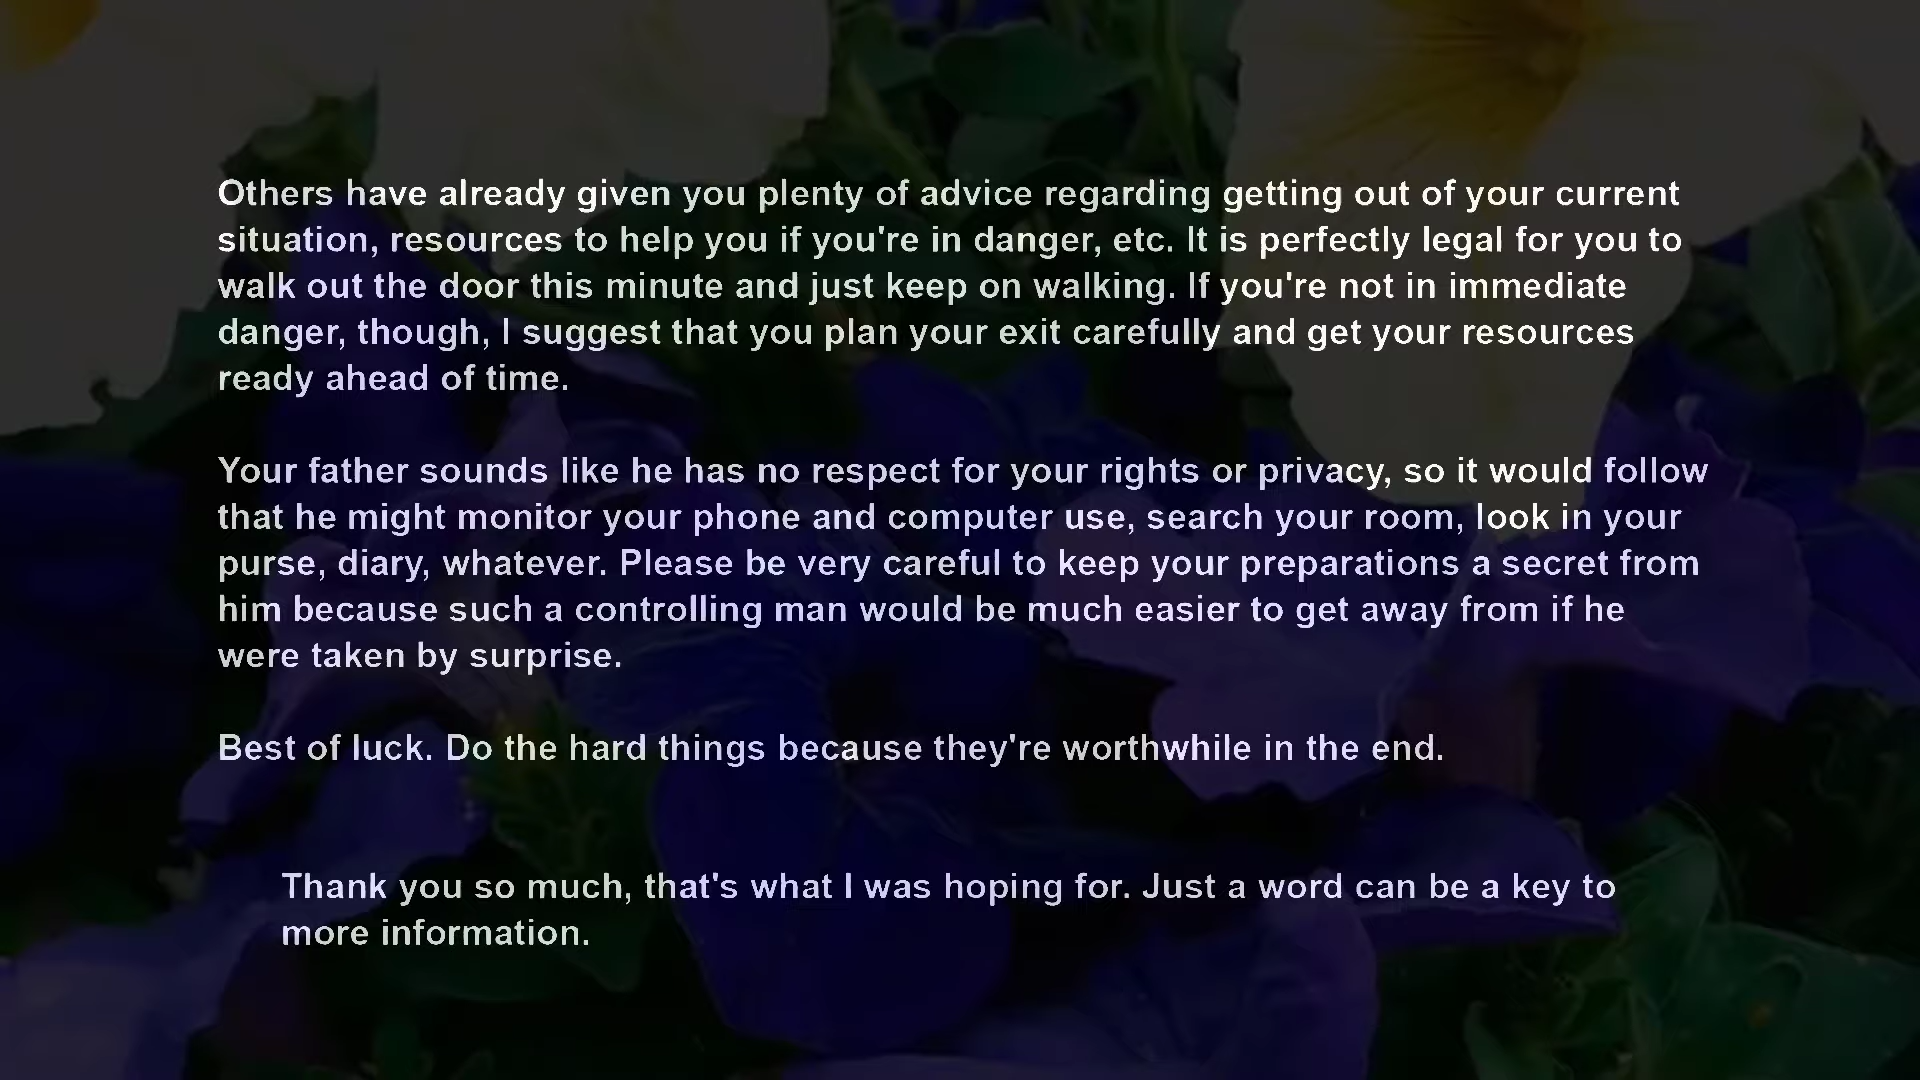 Others have already given you plenty of advice regarding getting out of your current
situation, resources to help you if you're in danger, etc. It is perfectly legal for you to
walk out the door this minute and just keep on walking. If you're not in immediate
danger, though, I suggest that you plan your exit carefully and get your resources
ready ahead of time.
Your father sounds like he has no respect for your rights or privacy, so it would follow
that he might monitor your phone and computer use, search your room, look in your
purse, diary, whatever. Please be very careful to keep your preparations a secret from
him because such a controlling man would be much easier to get away from if he
were taken by surprise.
Best of luck. Do the hard things because they're worthwhile in the end.
Thank you so much, that's what I was hoping for. Just a word can be a key to
more information.